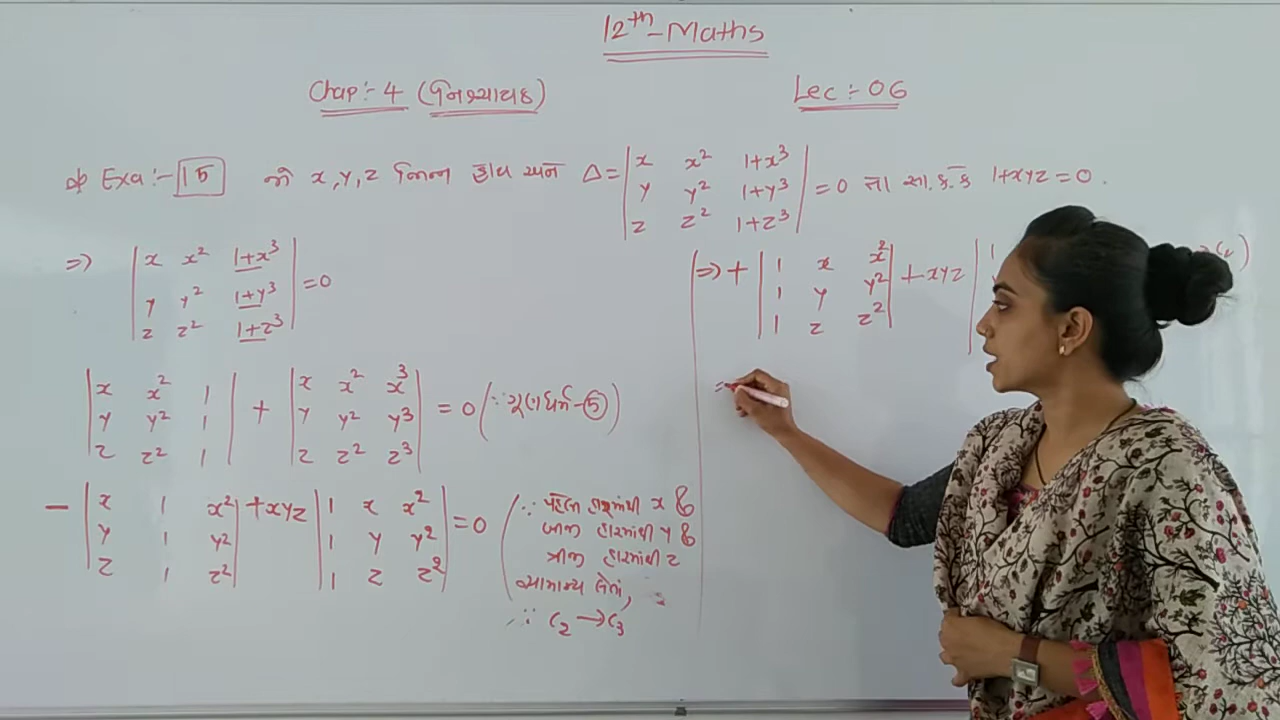 12th-Maths
Chap:- 4 (નિશ્ચાયક)
Lec :- 06
Exa:- 15 જો x, y, z ભિન્ન હોય અને Δ= | x x² 1+x³ | y y² 1+y³ | z z² 1+z³ | =0 તો સા.કે. કે 1+xyz=0.
=> | x x² 1+x³ | y y² 1+y³ | z z² 1+z³ | =0
| x x² 1 | y y² 1 | z z² 1 | + | x x² x³ | y y² y³ | z z² z³ | = 0 (∵ ગુણધર્મ-5)
- | x 1 x² | y 1 y² | z 1 z² | +xyz | 1 x x² | 1 y y² | 1 z z² | =0
(∵ પહેલી હારમાંથી x &
બીજી હારમાંથી y &
ત્રીજી હારમાંથી z
સામાન્ય લેતાં,
∵ C₂ → C₃
=> + | 1 x x² | 1 y y² | 1 z z² | +xyz | 1